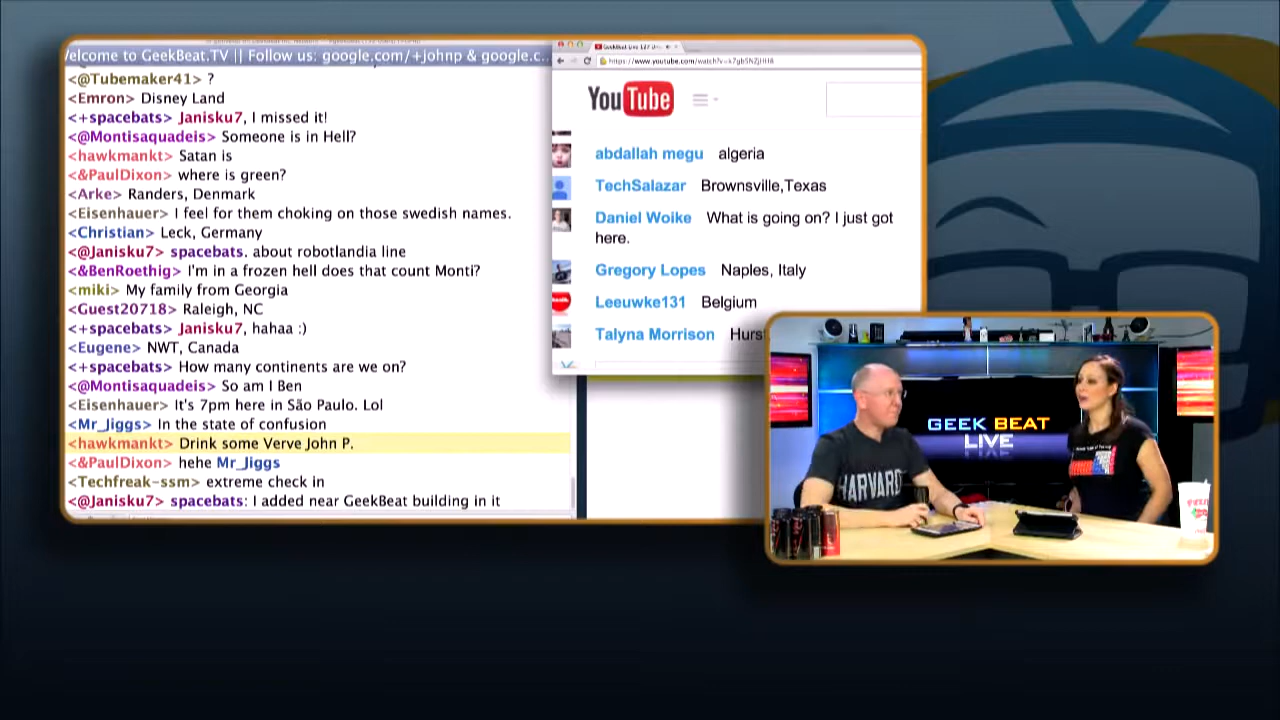 Welcome to GeekBeat.TV || Follow us: google.com/+johnp & google.c...
<@Tubemaker41> ?
<Emron> Disney Land
<+spacebats> Janisku7, I missed it!
<@Montisaquadeis> Someone is in Hell?
<hawkmankt> Satan is
<&PaulDixon> where is green?
<Arke> Randers, Denmark
<Eisenhauer> I feel for them choking on those swedish names.
<Christian> Leck, Germany
<@Janisku7> spacebats. about robotlandia line
<&BenRoethig> I'm in a frozen hell does that count Monti?
<miki> My family from Georgia
<Guest20718> Raleigh, NC
<+spacebats> Janisku7, hahaa :)
<Eugene> NWT, Canada
<+spacebats> How many continents are we on?
<@Montisaquadeis> So am I Ben
<Eisenhauer> It's 7pm here in São Paulo. Lol
<Mr_Jiggs> In the state of confusion
<hawkmankt> Drink some Verve John P.
<&PaulDixon> hehe Mr_Jiggs
<Techfreak-ssm> extreme check in
<@Janisku7> spacebats: I added near GeekBeat building in it
YouTube
abdallah megu algeria
TechSalazar Brownsville,Texas
Daniel Woike What is going on? I just got
here.
Gregory Lopes Naples, Italy
Leeuwke131 Belgium
Talyna Morrison Hurst
GEEK BEAT
LIVE
HARVARD